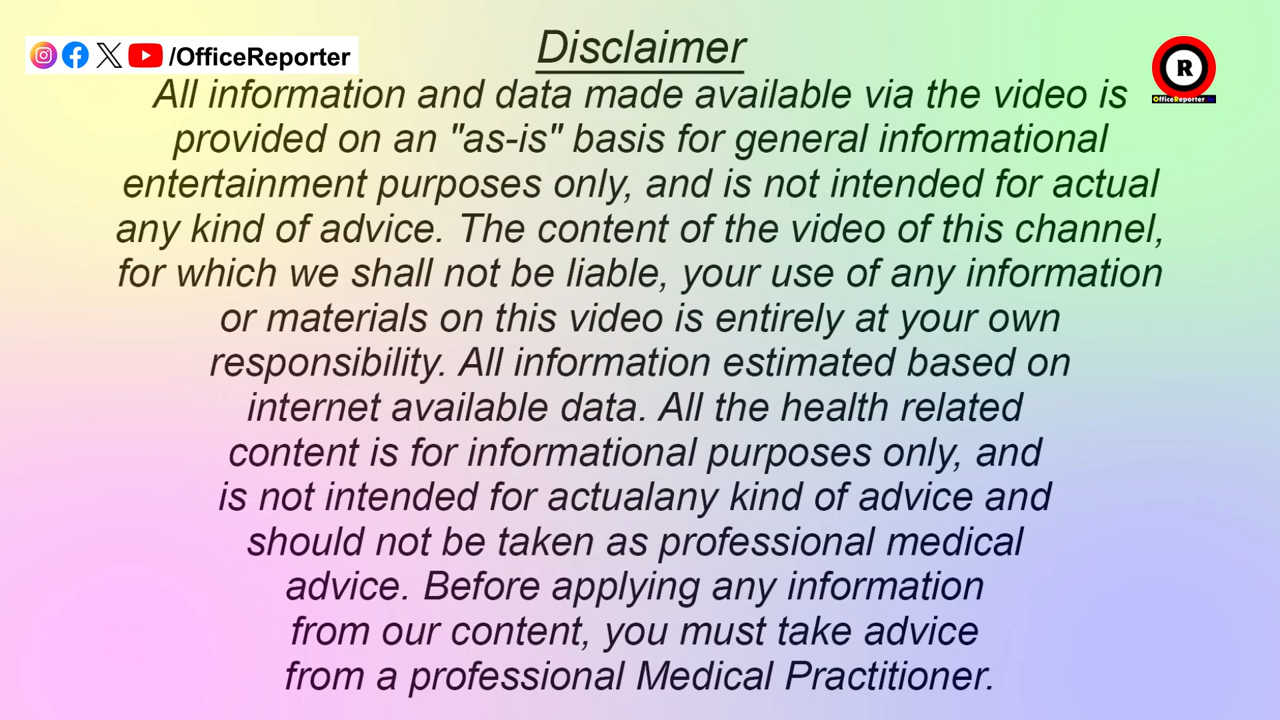 /OfficeReporter
Disclaimer
R
OfficeReporter
All information and data made available via the video is
provided on an "as-is" basis for general informational
entertainment purposes only, and is not intended for actual
any kind of advice. The content of the video of this channel,
for which we shall not be liable, your use of any information
or materials on this video is entirely at your own
responsibility. All information estimated based on
internet available data. All the health related
content is for informational purposes only, and
is not intended for actualany kind of advice and
should not be taken as professional medical
advice. Before applying any information
from our content, you must take advice
from a professional Medical Practitioner.